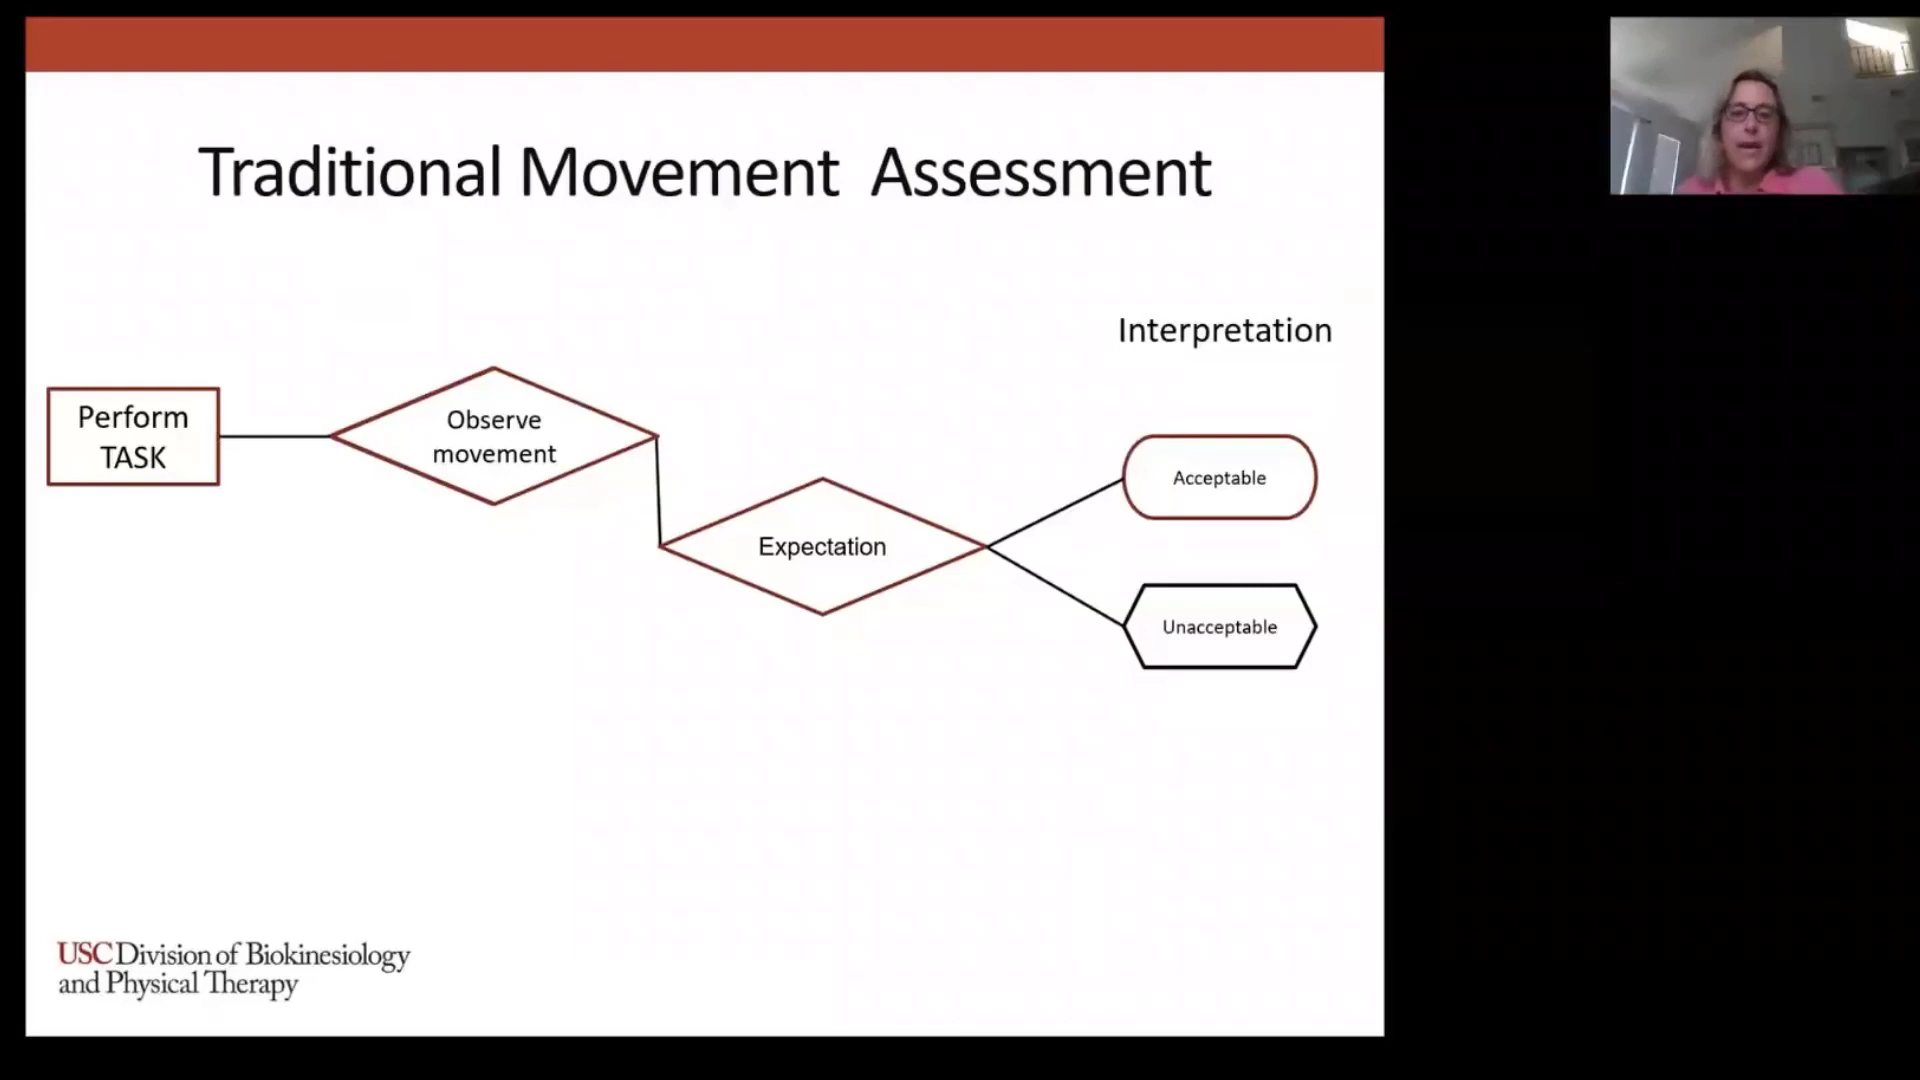 Traditional Movement Assessment
Interpretation
Perform
TASK
Observe
movement
Expectation
Acceptable
Unacceptable
USC Division of Biokinesiology
and Physical Therapy